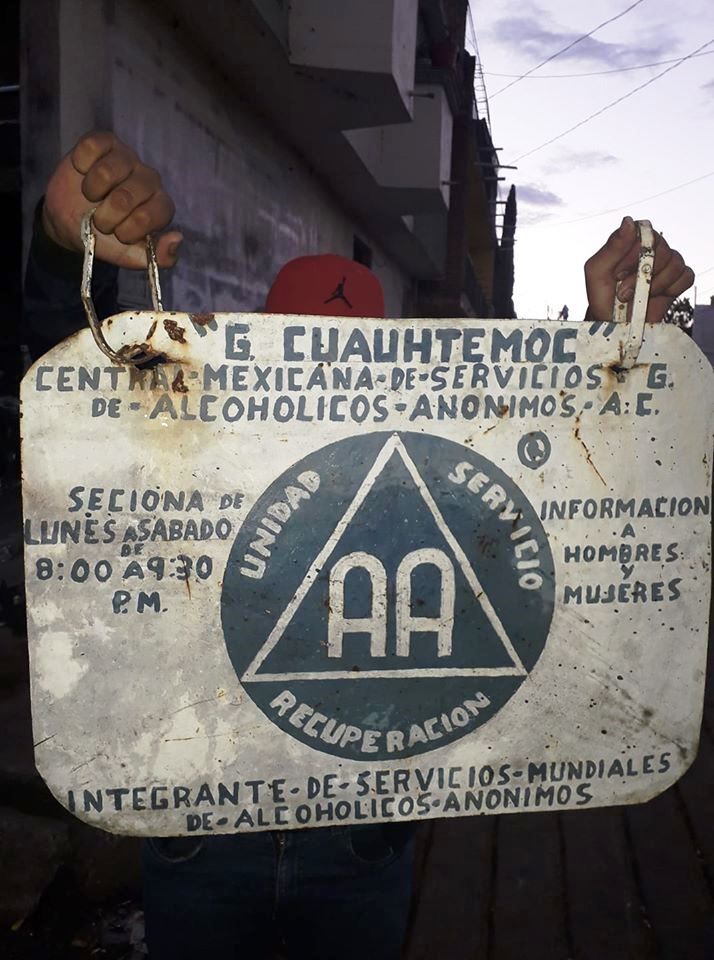 "G. CUAUHTEMOC"
CENTRAL-MEXICANA-DE-SERVICIOS-G.
DE-ALCOHOLICOS-ANONIMOS-A:C.
SECIONA DE
LUNES A SABADO
DE
8:00 A 9:30
P.M.
UNIDAD
SERVICIO
AA
RECUPERACION
INFORMACION
A
HOMBRES
Y
MUJERES
INTEGRANTE-DE-SERVICIOS-MUNDIALES
DE-ALCOHOLICOS-ANONIMOS